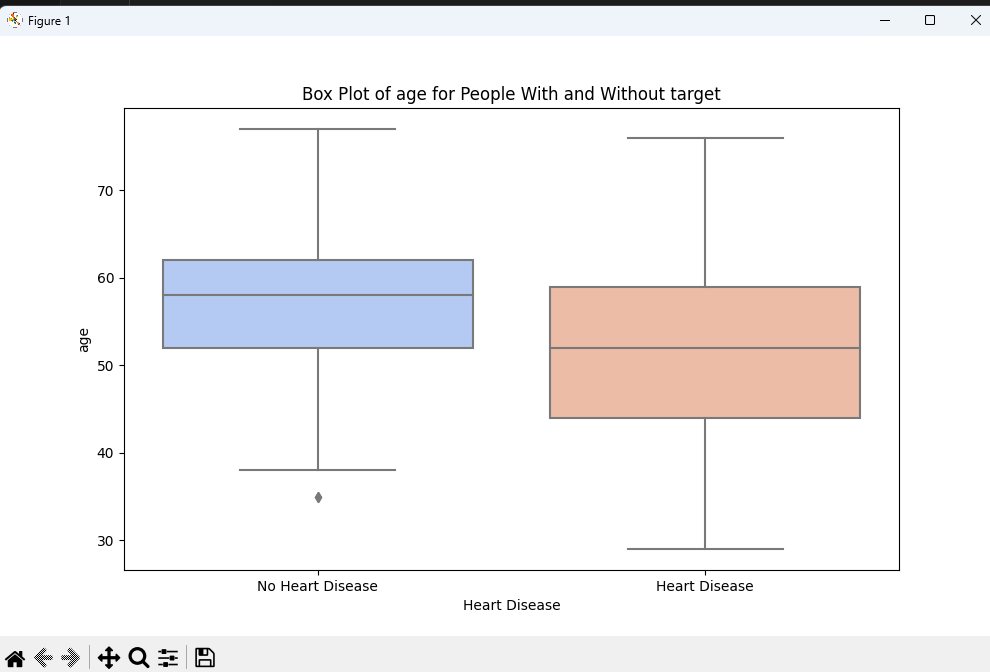 Figure 1
Box Plot of age for People With and Without target
70
60
50
40
30
age
No Heart Disease
Heart Disease
Heart Disease